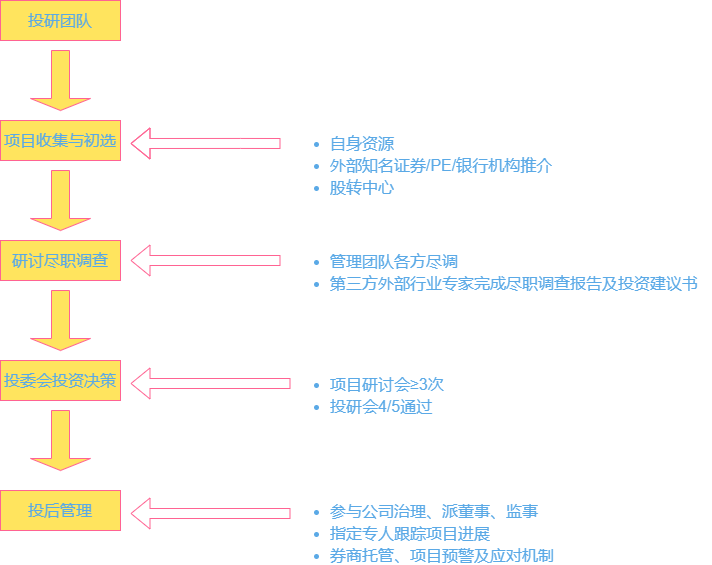 投研团队
项目收集与初选
自身资源
外部知名证券/PE/银行机构推介
股转中心
研讨尽职调查
管理团队各方尽调
第三方外部行业专家完成尽职调查报告及投资建议书
投委会投资决策
项目研讨会≥3次
投研会4/5通过
投后管理
参与公司治理、派董事、监事
指定专人跟踪项目进展
券商托管、项目预警及应对机制